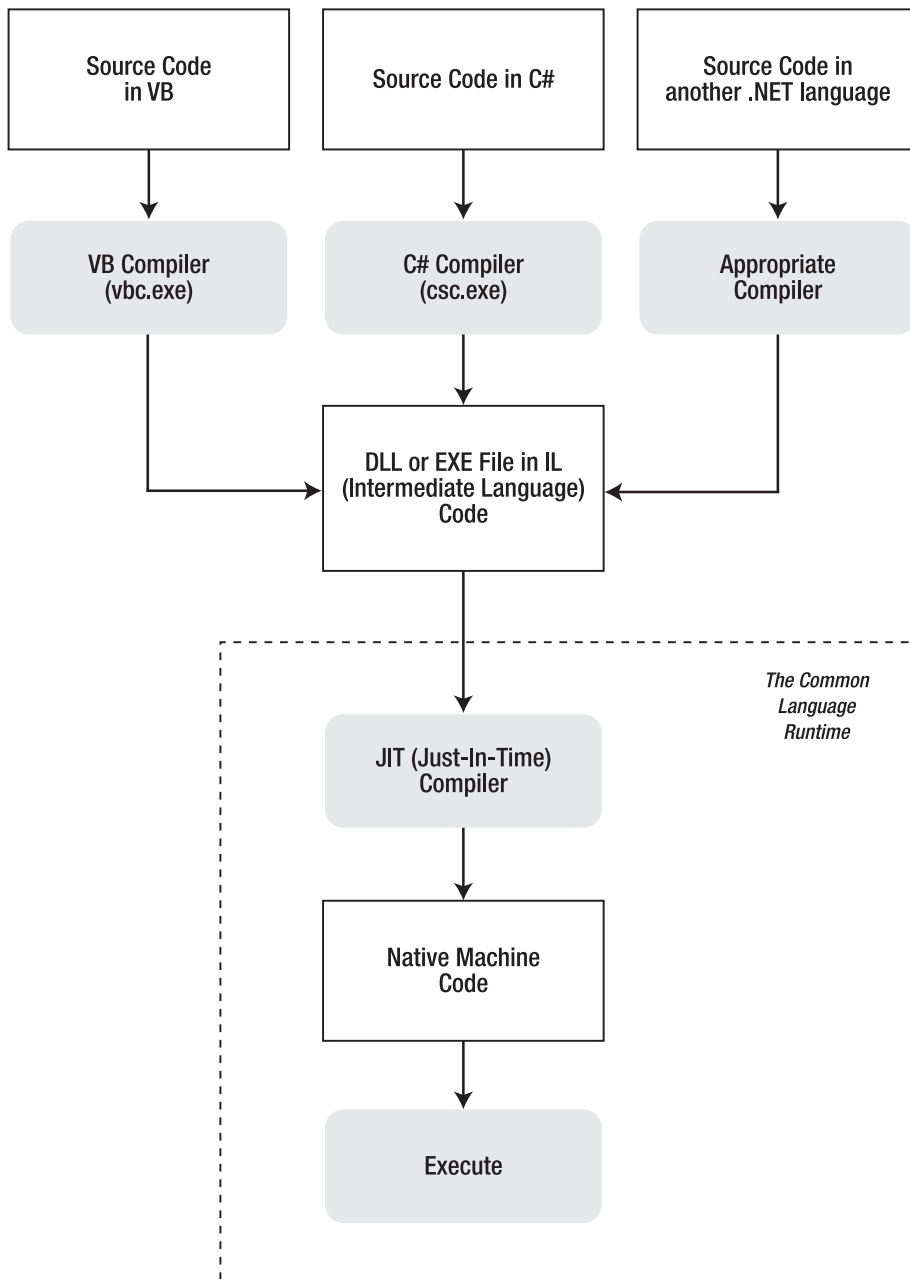 Source Code
in VB
Source Code in C#
Source Code in
another .NET language
VB Compiler
(vbc.exe)
C# Compiler
(csc.exe)
Appropriate
Compiler
DLL or EXE File in IL
(Intermediate Language)
Code
The Common
Language
Runtime
JIT (Just-In-Time)
Compiler
Native Machine
Code
Execute